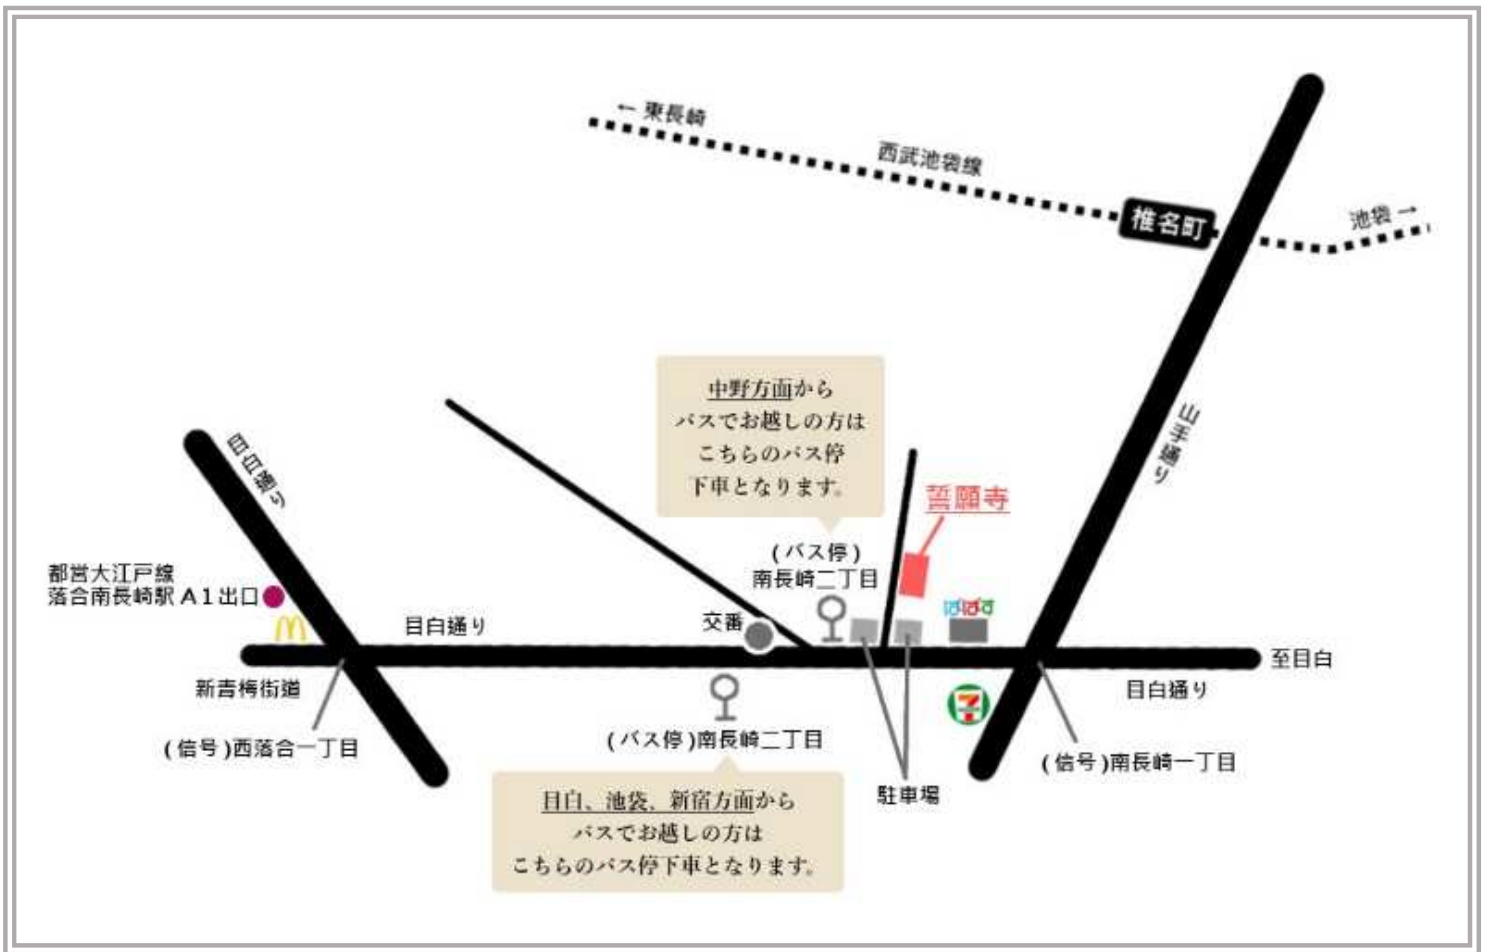 ← 東長崎
西武池袋線
椎名町
池袋 →
山手通り
中野方面から
バスでお越しの方は
こちらのバス停
下車となります。
目白通り
誓願寺
(バス停)
南長崎二丁目
都営大江戸線
落合南長崎駅 A1出口
ぱぱす
交番
目白通り
至目白
新青梅街道
目白通り
7
(バス停)南長崎二丁目
(信号)西落合一丁目
(信号)南長崎一丁目
駐車場
目白、池袋、新宿方面から
バスでお越しの方は
こちらのバス停下車となります。